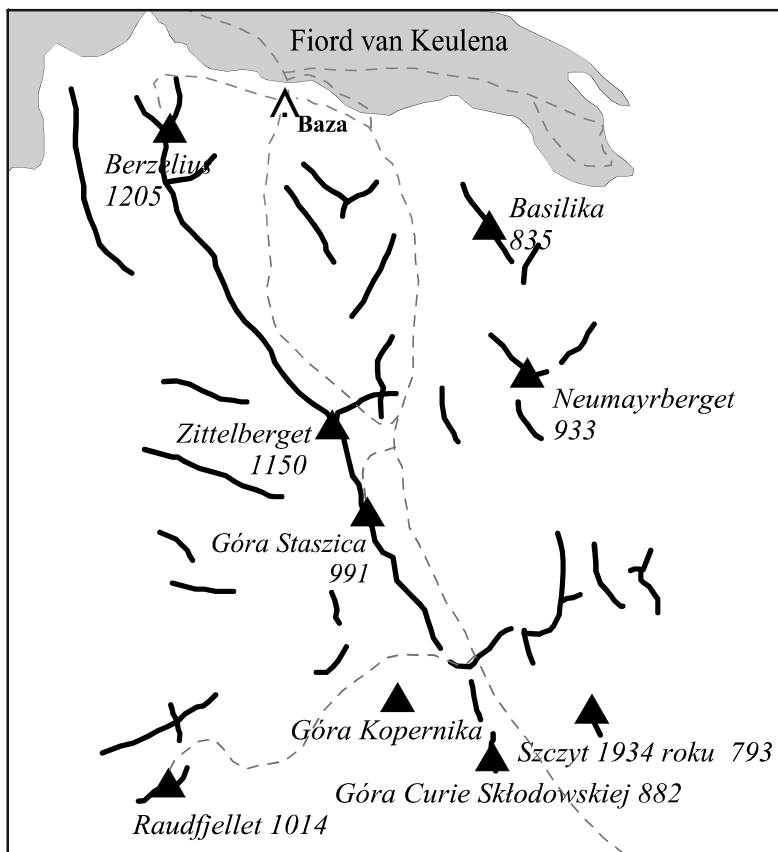 Fiord van Keulena
Baza
Berzelius
1205
Basilika
835
Neumayrberget
933
Zittelberget
1150
Góra Staszica
991
Góra Kopernika
Szczyt 1934 roku 793
Góra Curie Skłodowskiej 882
Raudfjellet 1014